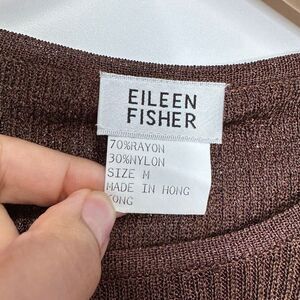 EILEEN
FISHER
70%RAYON
30%NYLON
SIZE M
MADE IN HONG
KONG